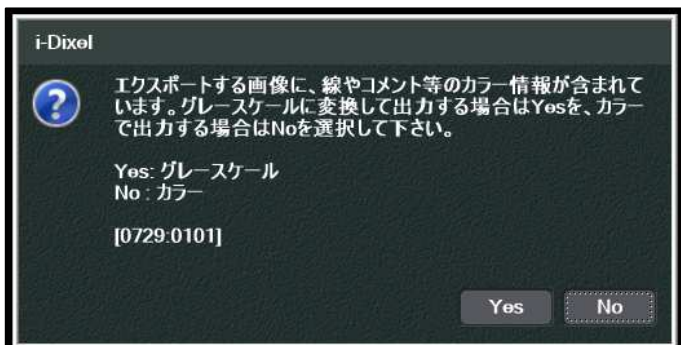 i-Dixel
エクスポートする画像に、線やコメント等のカラー情報が含まれて
います。グレースケールに変換して出力する場合はYesを、カラー
で出力する場合はNoを選択して下さい。
Yes: グレースケール
No : カラー
[0729:0101]
Yes No